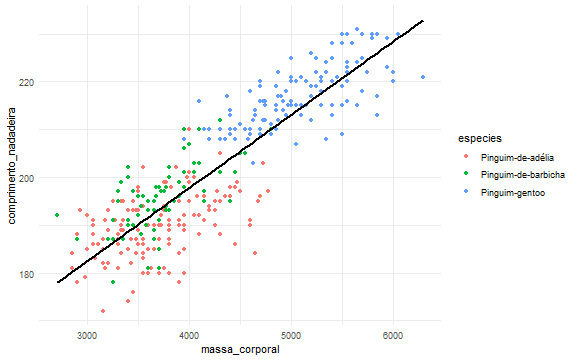 comprimento_nadadeira
220
200
180
3000
4000
5000
6000
massa_corporal
especies
Pinguim-de-adélia
Pinguim-de-barbicha
Pinguim-gentoo